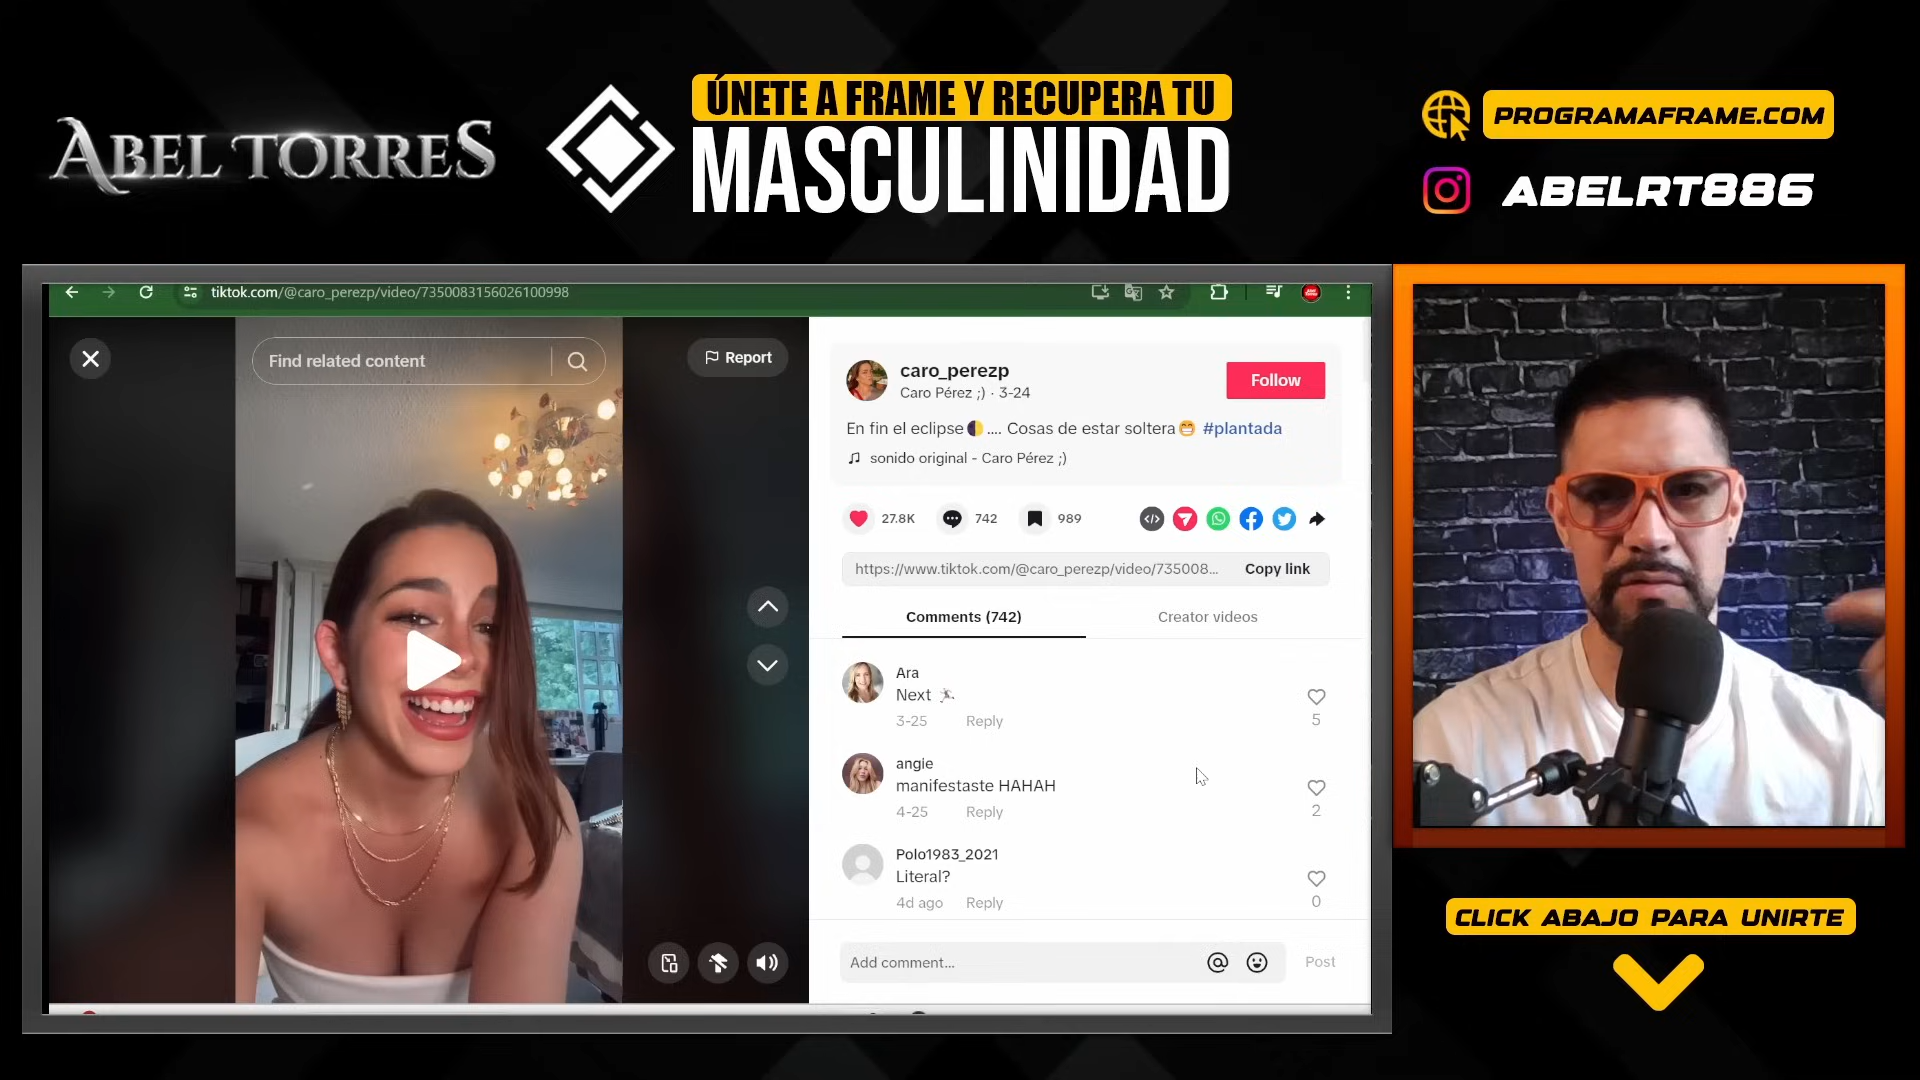 ABEL TORRES
ÚNETE A FRAME Y RECUPERA TU
MASCULINIDAD
PROGRAMAFRAME.COM
ABELRT886
tiktok.com/@caro_perezp/video/7350083156026100998
Find related content
Report
caro_perezp
Caro Pérez ;) · 3-24
Follow
En fin el eclipse🌓.... Cosas de estar soltera😁 #plantada
sonido original - Caro Pérez ;)
27.8K
742
989
https://www.tiktok.com/@caro_perezp/video/735008...
Copy link
Comments (742)
Creator videos
Ara
Next
3-25 Reply
5
angie
manifestaste HAHAH
4-25 Reply
2
Polo1983_2021
Literal?
4d ago Reply
0
Add comment...
Post
CLICK ABAJO PARA UNIRTE